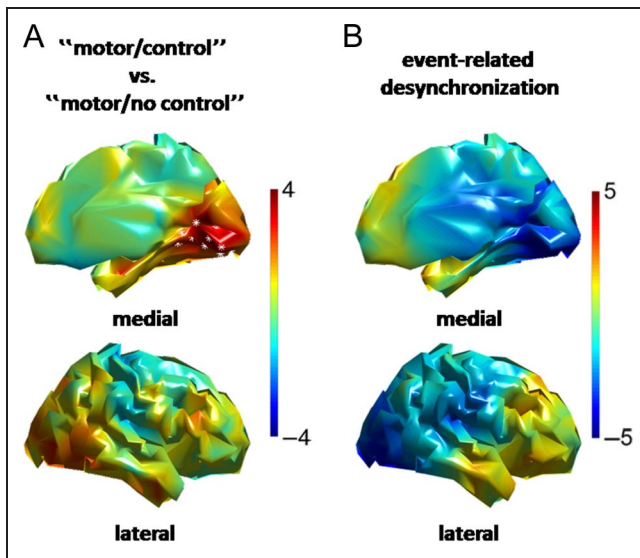 A
“motor/control”
vs.
“motor/no control”
4
−4
medial
lateral
B
event-related
desynchronization
5
−5
medial
lateral